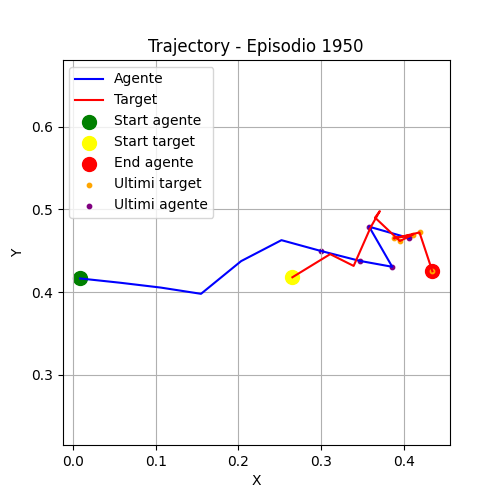 Trajectory - Episodio 1950
Agente
Target
Start agente
Start target
End agente
Ultimi target
Ultimi agente
Y
0.6
0.5
0.4
0.3
0.0
0.1
0.2
0.3
0.4
X